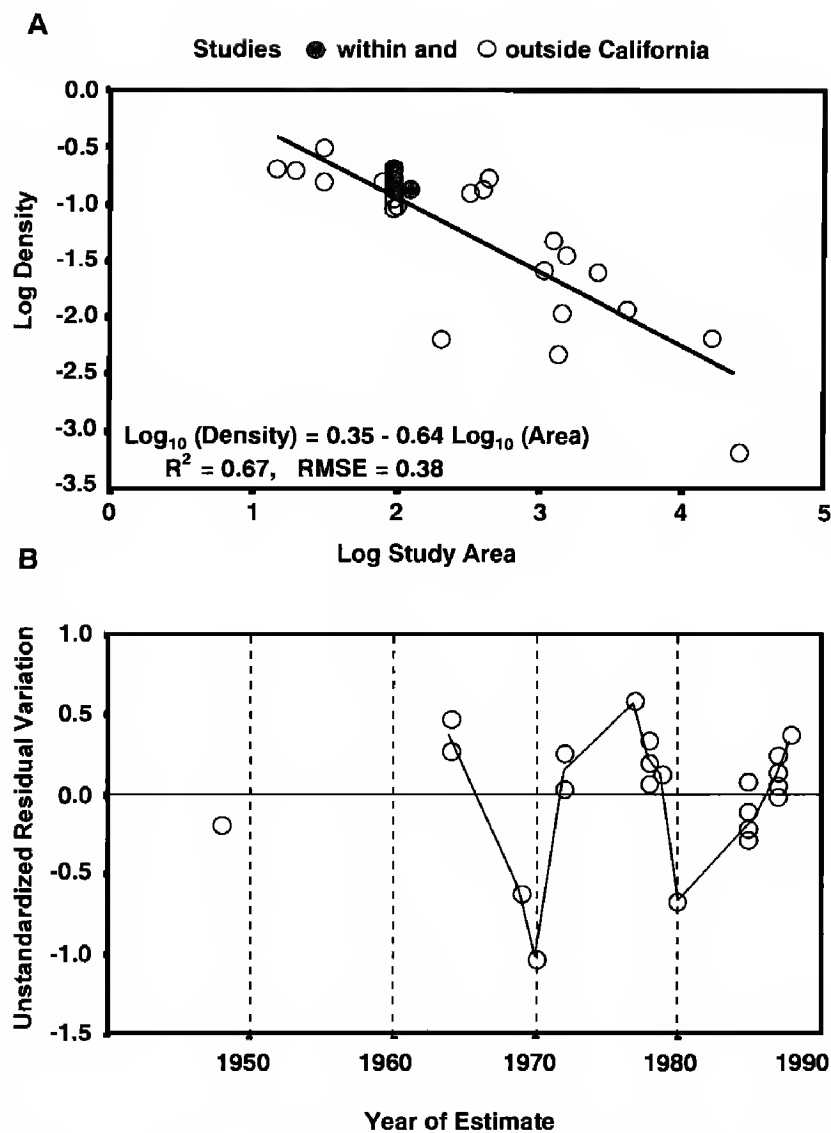 A
Studies ● within and ○ outside California
0.0
-0.5
-1.0
-1.5
-2.0
-2.5
-3.0
-3.5
Log Density
Log₁₀ (Density) = 0.35 - 0.64 Log₁₀ (Area)
R² = 0.67, RMSE = 0.38
0 1 2 3 4 5
Log Study Area
B
1.0
0.5
0.0
-0.5
-1.0
-1.5
Unstandardized Residual Variation
1950 1960 1970 1980 1990
Year of Estimate